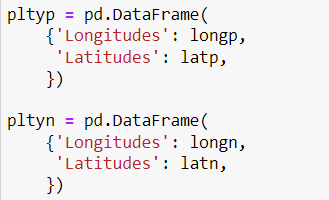 pltyp = pd.DataFrame(
    {'Longitudes': longp,
     'Latitudes': latp,
    })

pltyn = pd.DataFrame(
    {'Longitudes': longn,
     'Latitudes': latn,
    })